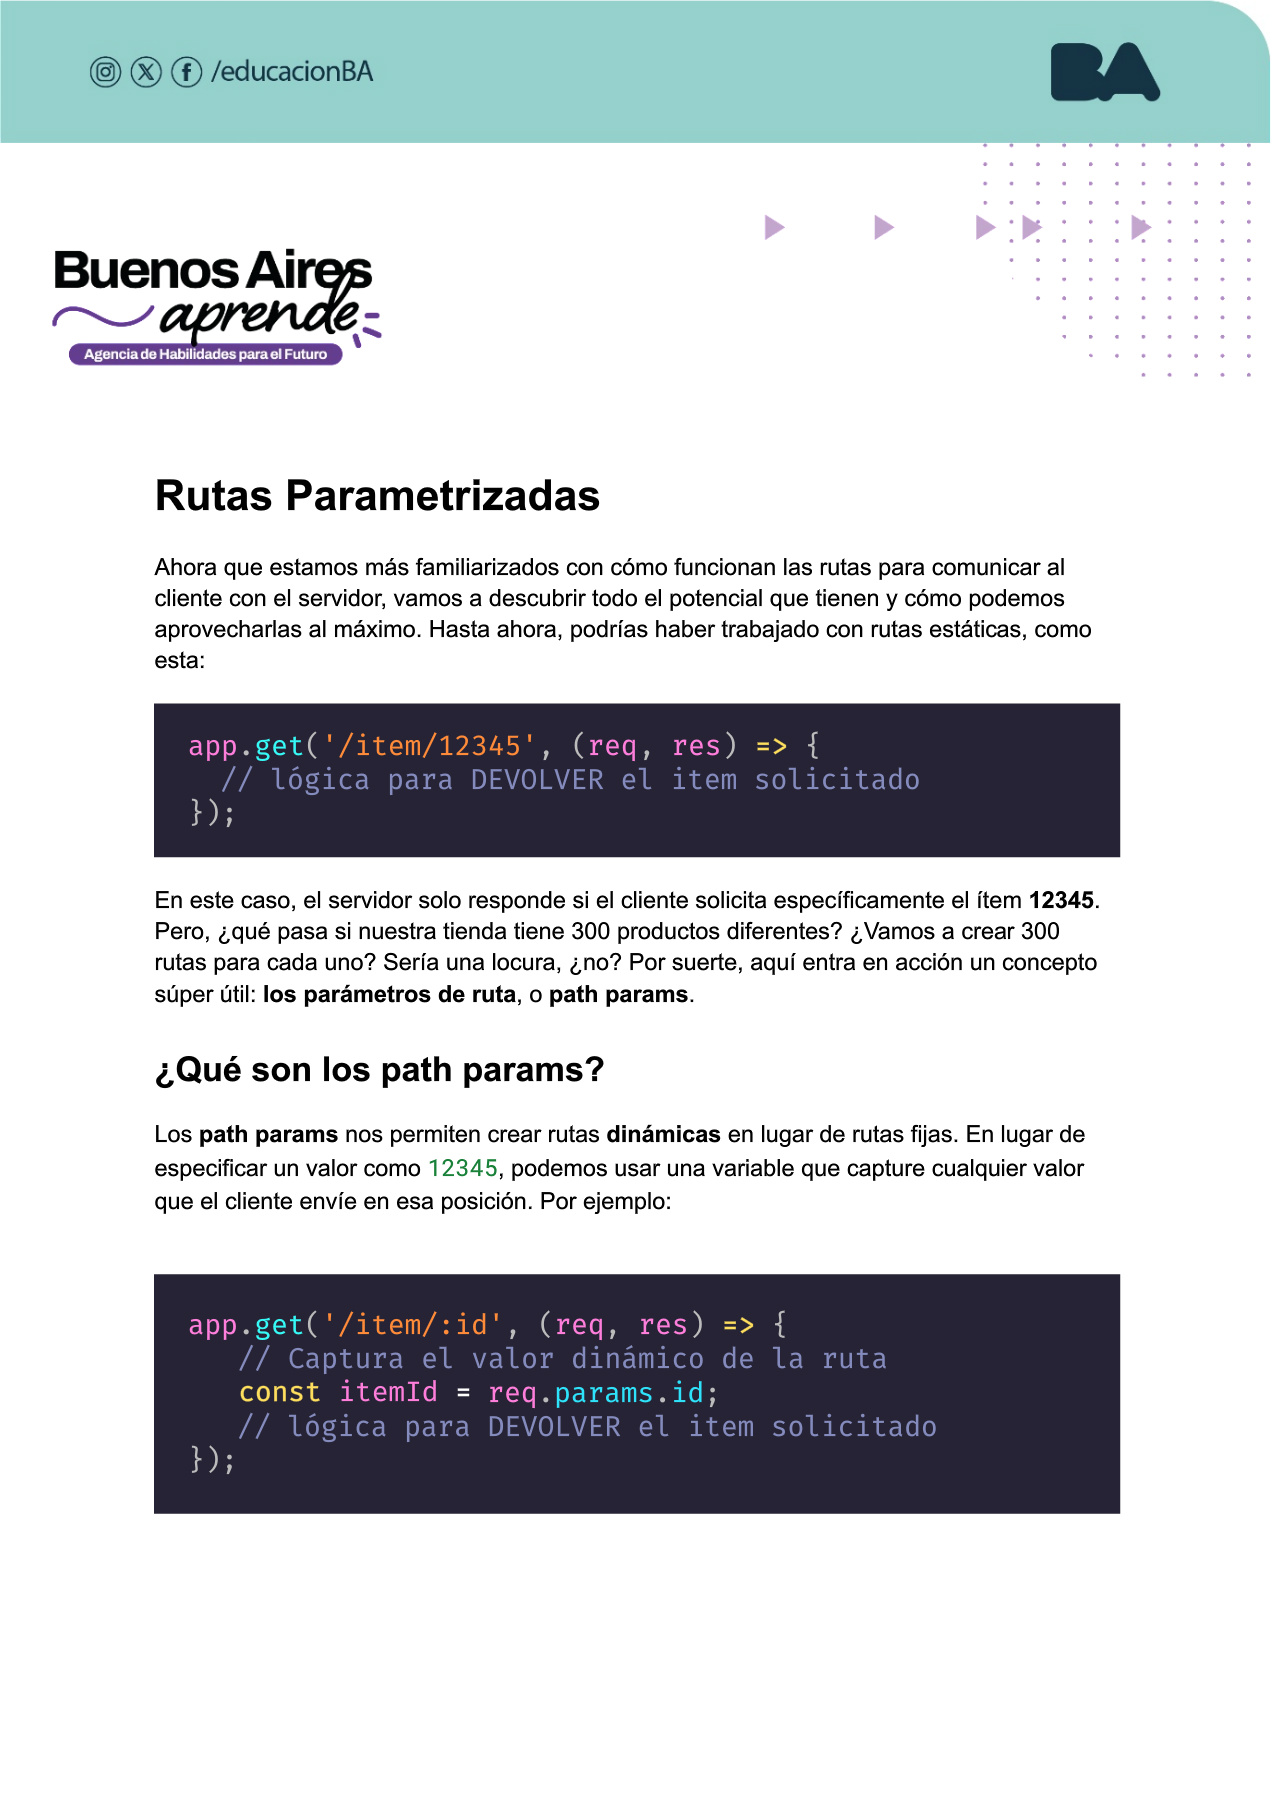 /educacionBA
BA
Buenos Aires
aprende
Agencia de Habilidades para el Futuro
Rutas Parametrizadas
Ahora que estamos más familiarizados con cómo funcionan las rutas para comunicar al
cliente con el servidor, vamos a descubrir todo el potencial que tienen y cómo podemos
aprovecharlas al máximo. Hasta ahora, podrías haber trabajado con rutas estáticas, como
esta:
app.get('/item/12345', (req, res) => {
  // lógica para DEVOLVER el item solicitado
});
En este caso, el servidor solo responde si el cliente solicita específicamente el ítem 12345.
Pero, ¿qué pasa si nuestra tienda tiene 300 productos diferentes? ¿Vamos a crear 300
rutas para cada uno? Sería una locura, ¿no? Por suerte, aquí entra en acción un concepto
súper útil: los parámetros de ruta, o path params.
¿Qué son los path params?
Los path params nos permiten crear rutas dinámicas en lugar de rutas fijas. En lugar de
especificar un valor como 12345, podemos usar una variable que capture cualquier valor
que el cliente envíe en esa posición. Por ejemplo:
app.get('/item/:id', (req, res) => {
   // Captura el valor dinámico de la ruta
   const itemId = req.params.id;
   // lógica para DEVOLVER el item solicitado
});